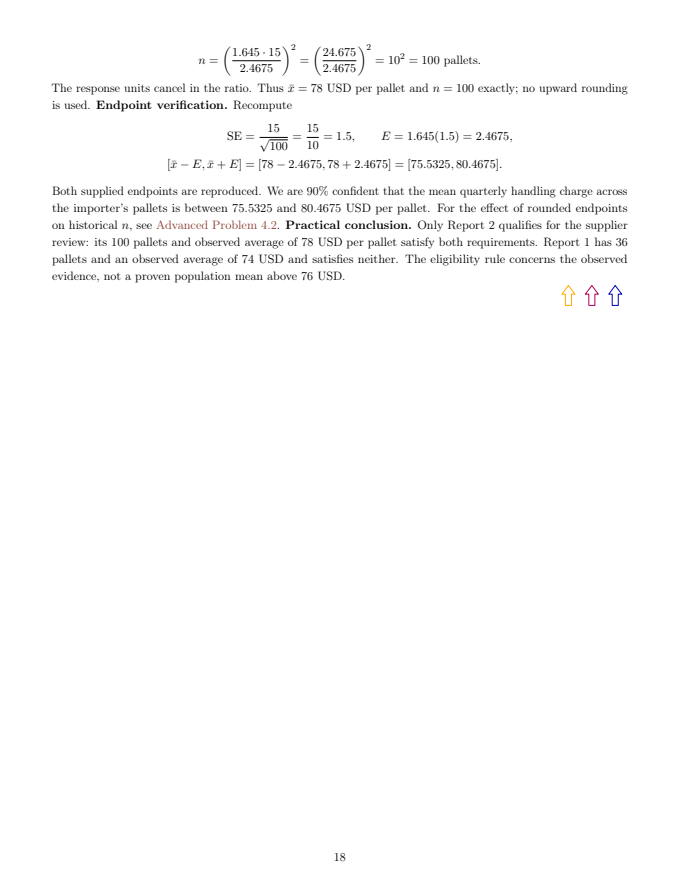 n = (1.645 · 15 / 2.4675)² = (24.675 / 2.4675)² = 10² = 100 pallets.
The response units cancel in the ratio. Thus x̄ = 78 USD per pallet and n = 100 exactly; no upward rounding
is used. Endpoint verification. Recompute
SE = 15 / √100 = 15 / 10 = 1.5, E = 1.645(1.5) = 2.4675,
[x̄ − E, x̄ + E] = [78 − 2.4675, 78 + 2.4675] = [75.5325, 80.4675].
Both supplied endpoints are reproduced. We are 90% confident that the mean quarterly handling charge across
the importer's pallets is between 75.5325 and 80.4675 USD per pallet. For the effect of rounded endpoints
on historical n, see Advanced Problem 4.2. Practical conclusion. Only Report 2 qualifies for the supplier
review: its 100 pallets and observed average of 78 USD per pallet satisfy both requirements. Report 1 has 36
pallets and an observed average of 74 USD and satisfies neither. The eligibility rule concerns the observed
evidence, not a proven population mean above 76 USD.
18